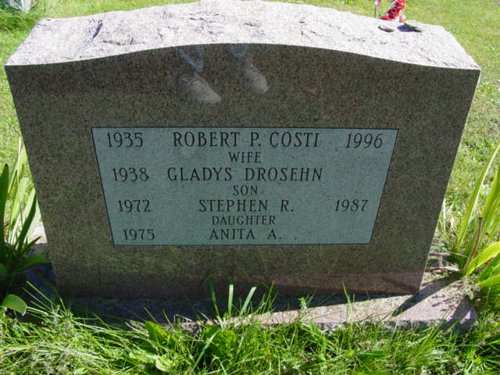 1935 ROBERT P. COSTI 1996
WIFE
1938 GLADYS DROSEHN
SON
1972 STEPHEN R. 1987
DAUGHTER
1975 ANITA A.